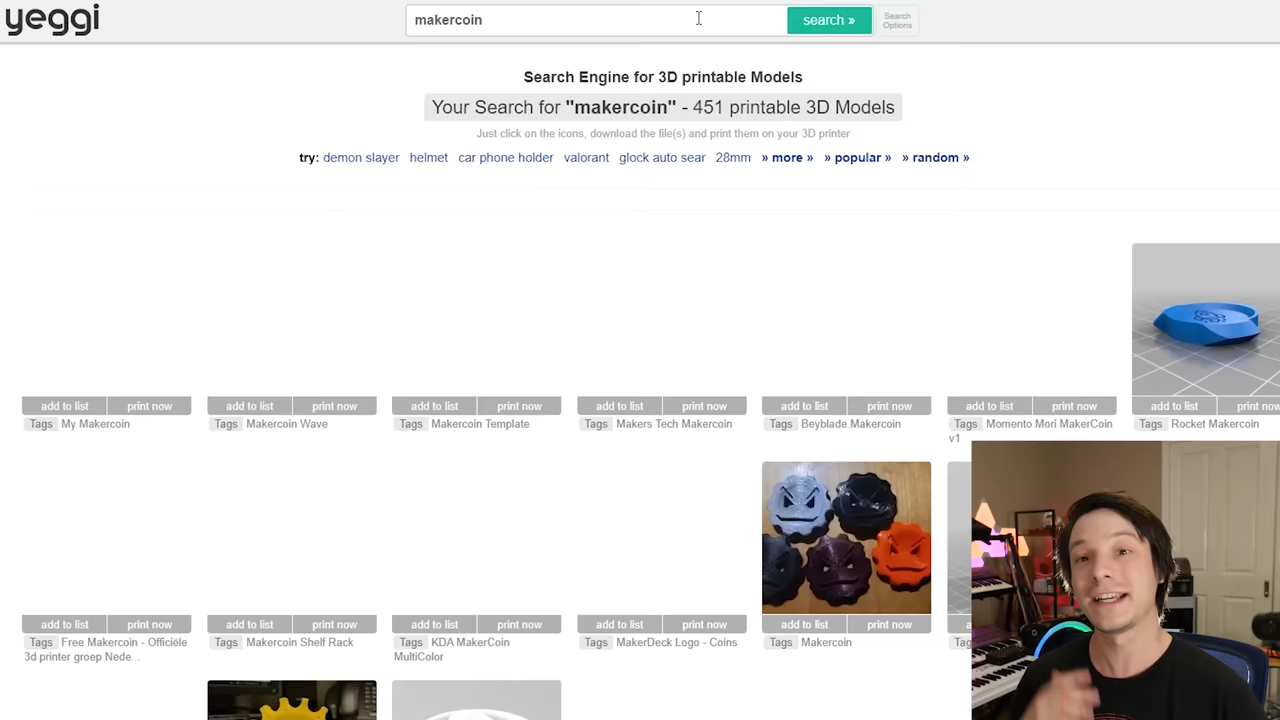 yeggi
makercoin
search »
Search
Options
Search Engine for 3D printable Models
Your Search for "makercoin" - 451 printable 3D Models
Just click on the icons, download the file(s) and print them on your 3D printer
try: demon slayer helmet car phone holder valorant glock auto sear 28mm » more » » popular » » random »
add to list print now add to list print now add to list print now add to list print now add to list print now add to list print now add to list print now
Tags My Makercoin
Tags Makercoin Wave
Tags Makercoin Template
Tags Makers Tech Makercoin
Tags Beyblade.Makercoin
Tags Momento Mori MakerCoin
v1
Tags Rocket Makercoin
add to list print now add to list print now add to list print now add to list print now add to list print now
Tags Free Makercoin - Officiële
3d printer groep Nede...
Tags Makercoin Shelf Rack
Tags KDA MakerCoin
MultiColor
Tags MakerDeck Logo - Coins
Tags Makercoin